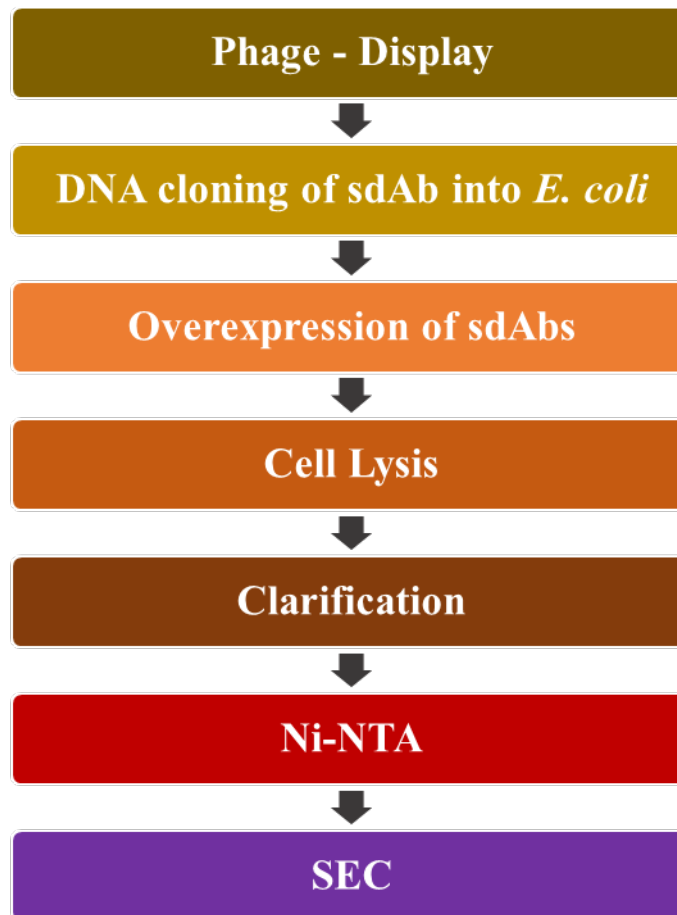 Phage - Display
DNA cloning of sdAb into E. coli
Overexpression of sdAbs
Cell Lysis
Clarification
Ni-NTA
SEC